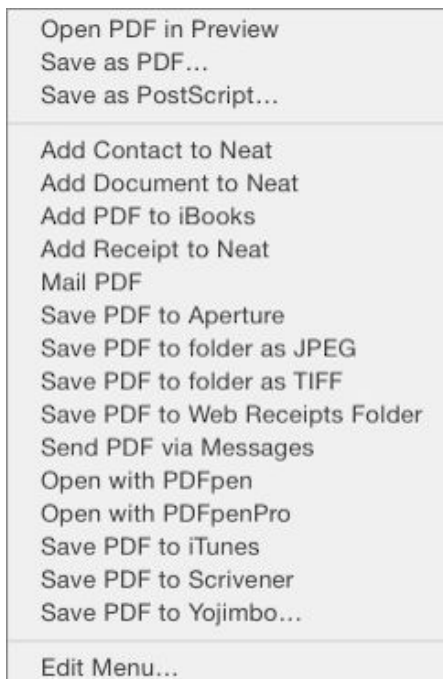 Open PDF in Preview
Save as PDF…
Save as PostScript…
Add Contact to Neat
Add Document to Neat
Add PDF to iBooks
Add Receipt to Neat
Mail PDF
Save PDF to Aperture
Save PDF to folder as JPEG
Save PDF to folder as TIFF
Save PDF to Web Receipts Folder
Send PDF via Messages
Open with PDFpen
Open with PDFpenPro
Save PDF to iTunes
Save PDF to Scrivener
Save PDF to Yojimbo…
Edit Menu…